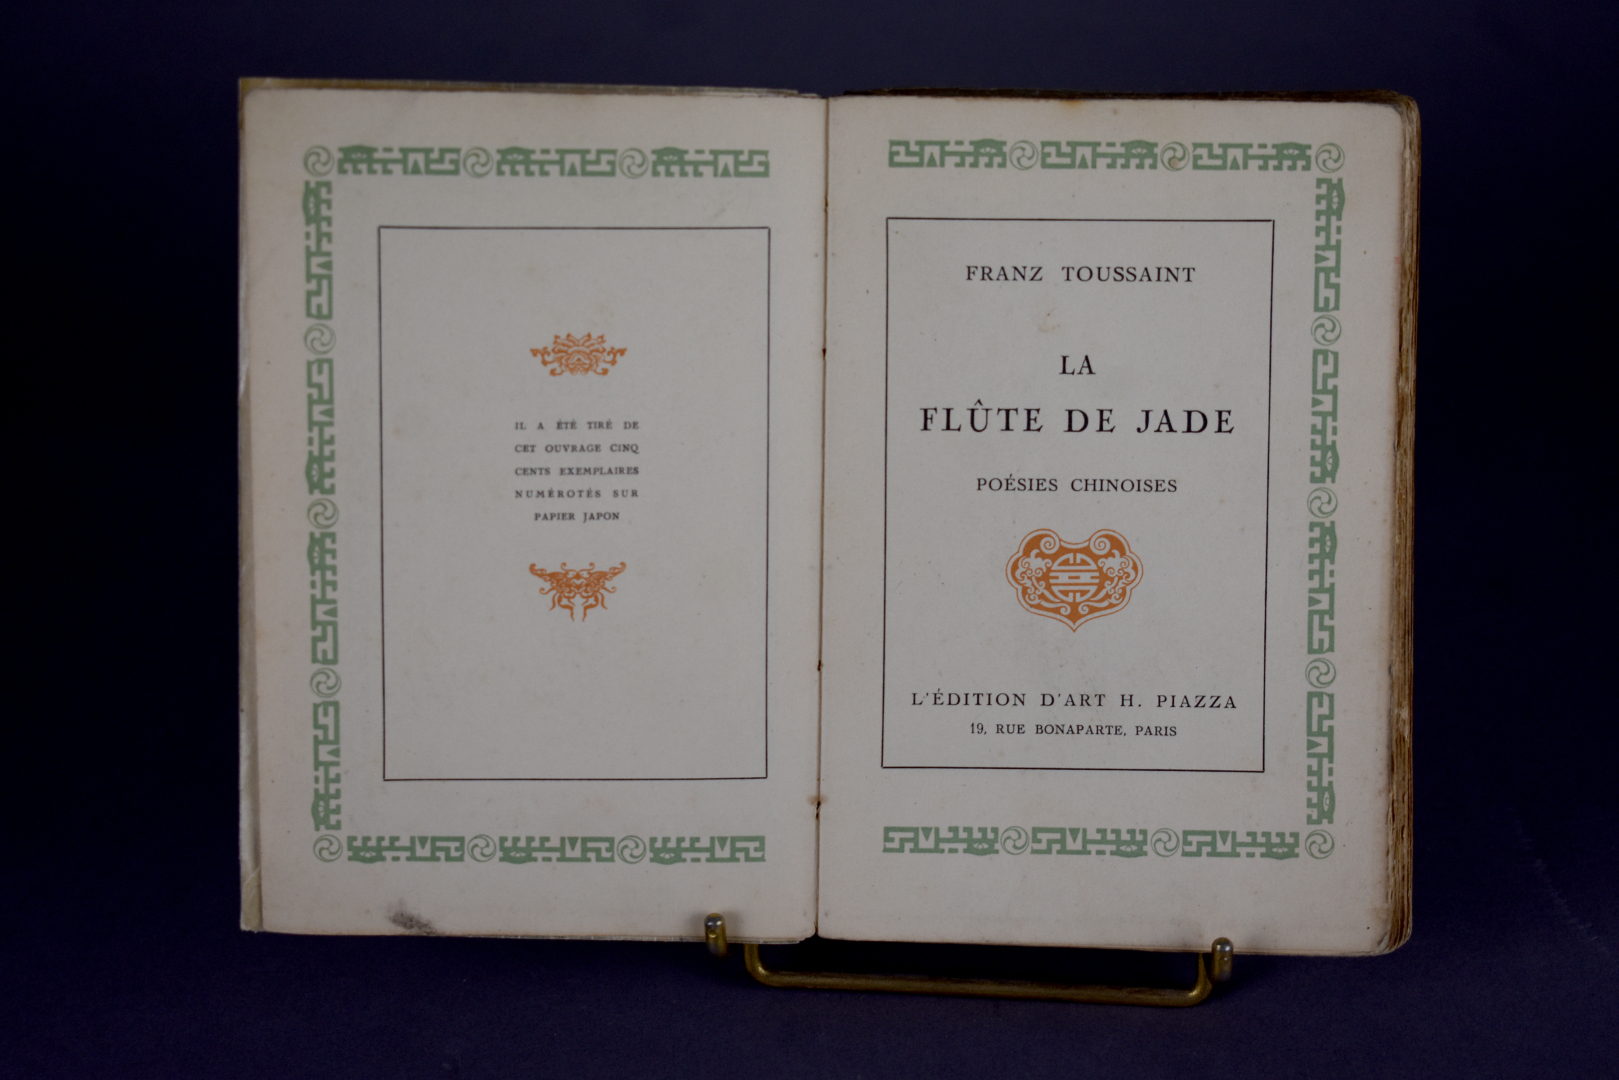 IL A ÉTÉ TIRÉ DE
CET OUVRAGE CINQ
CENTS EXEMPLAIRES
NUMÉROTÉS SUR
PAPIER JAPON
FRANZ TOUSSAINT
LA
FLÛTE DE JADE
POÉSIES CHINOISES
L'ÉDITION D'ART H. PIAZZA
19, RUE BONAPARTE, PARIS